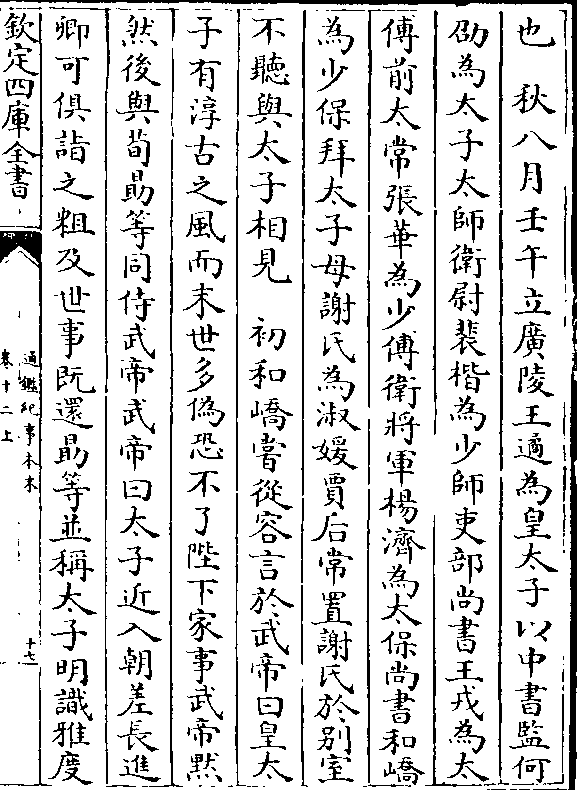 也　秋八月壬午立廣陵王遹為皇太子以中書監何
劭為太子太師衛尉裴楷為少師吏部尚書王戎為太
傅前太常張華為少傅衛將軍楊濟為太保尚書和嶠
為少保拜太子母謝氏為淑媛賈后常置謝氏於别室
不聽與太子相見　初和嶠嘗從容言於武帝曰皇太
子有淳古之風而末世多偽恐不了陛下家事武帝黙
然後與荀勗等同侍武帝武帝曰太子近入朝差長進
卿可俱詣之粗及世事既還勗等並稱太子明識雅度
欽定四庫全書
通鑑紀事本末
卷十二上
十七